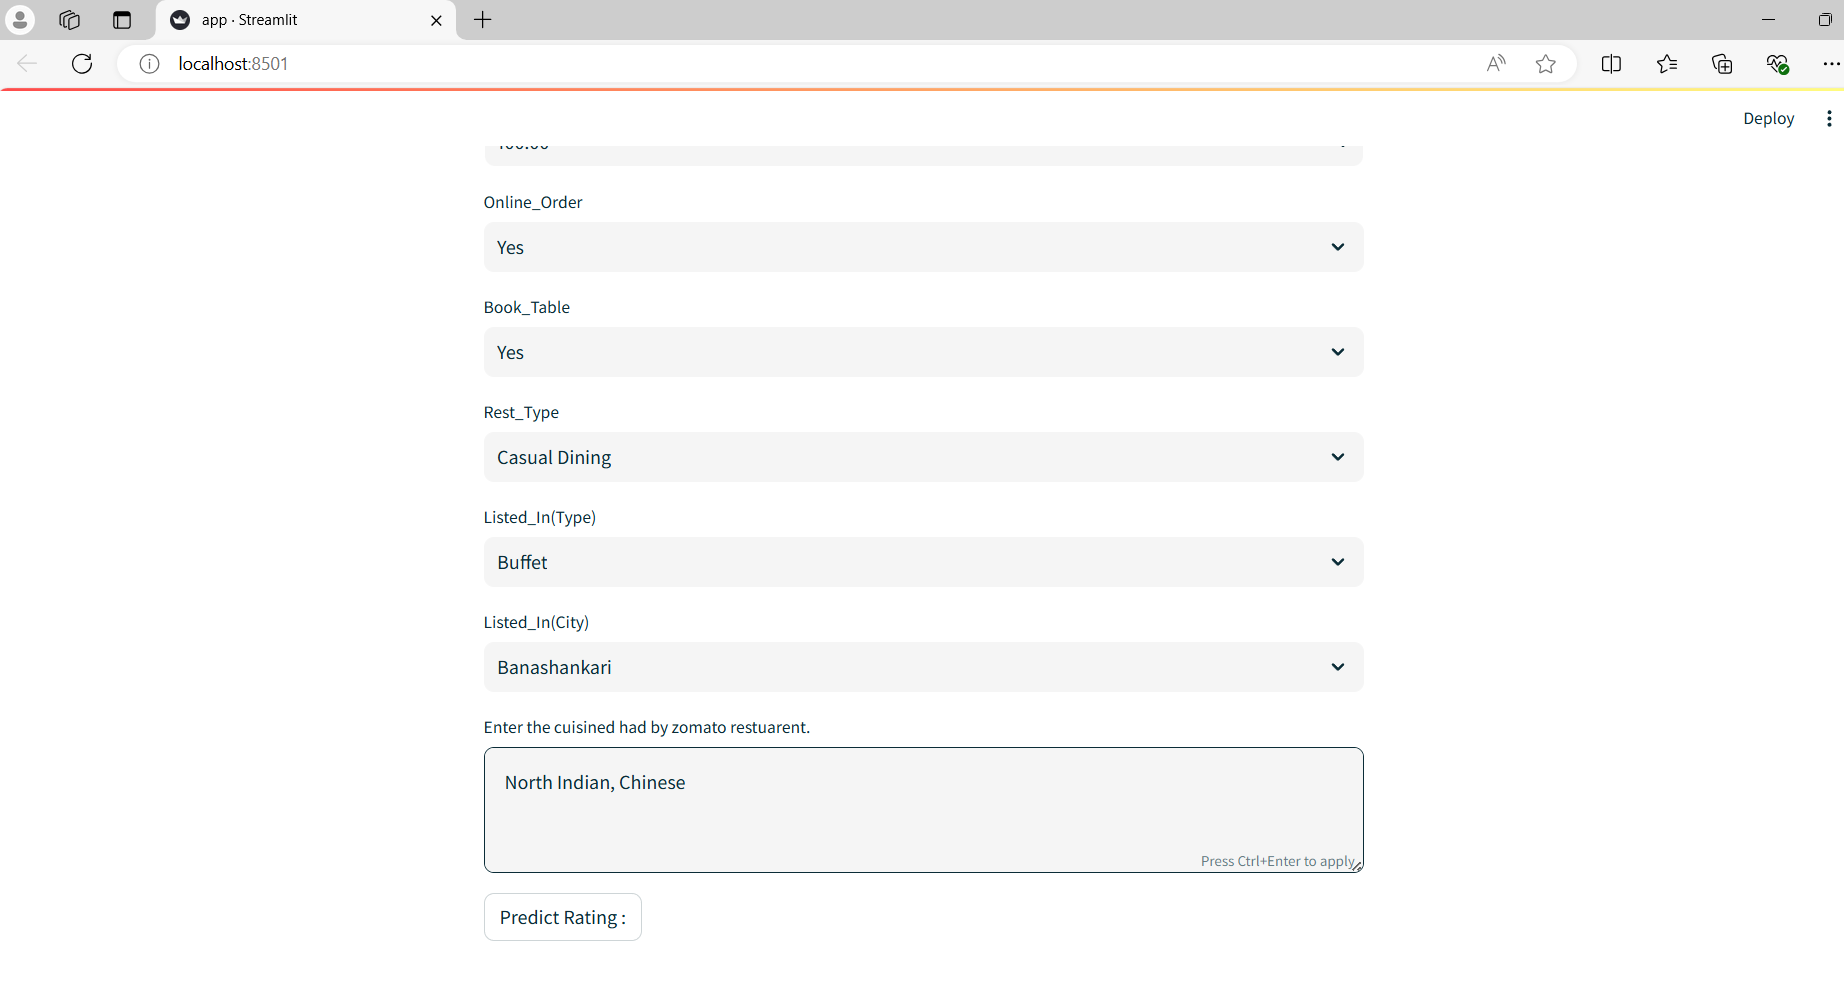 app · Streamlit
localhost:8501
Deploy
Online_Order
Yes
Book_Table
Yes
Rest_Type
Casual Dining
Listed_In(Type)
Buffet
Listed_In(City)
Banashankari
Enter the cuisined had by zomato restuarent.
North Indian, Chinese
Press Ctrl+Enter to apply
Predict Rating :